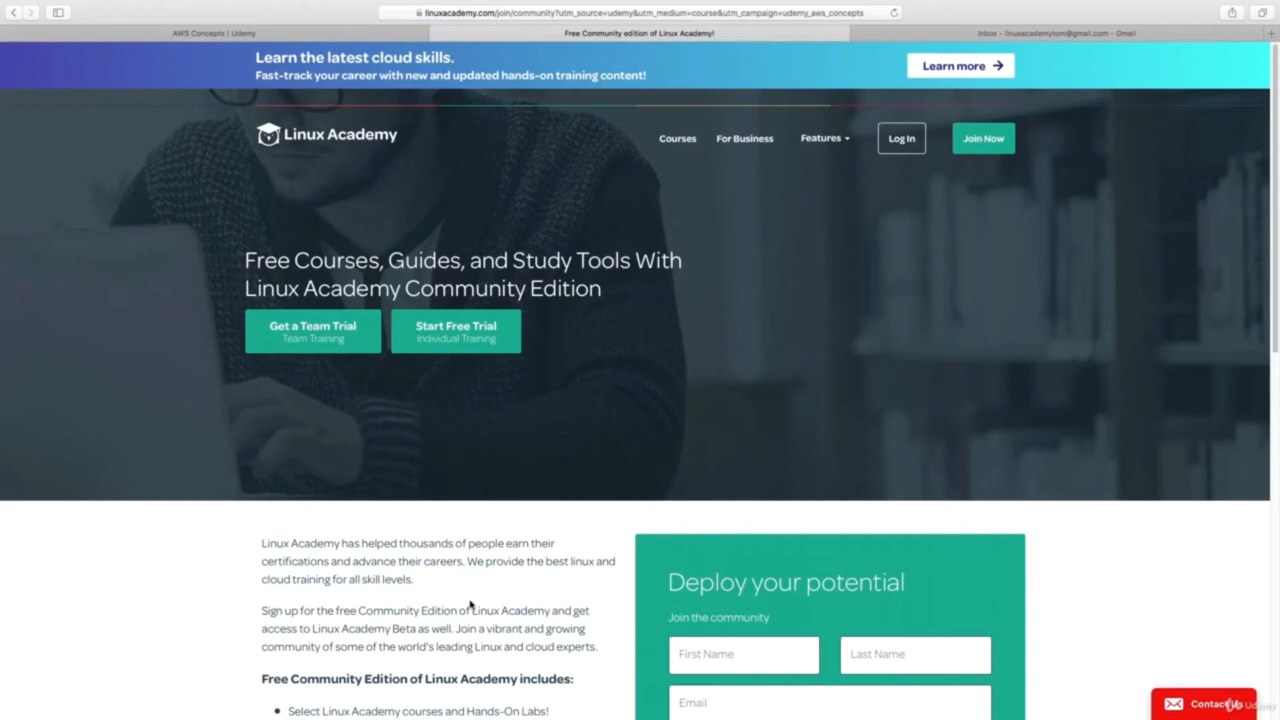 linuxacademy.com/join/community?utm_source=udemy&utm_medium=course&utm_campaign=udemy_aws_concepts
AWS Concepts | Udemy
Free Community edition of Linux Academy!
Inbox - linuxacademytom@gmail.com - Gmail
Learn the latest cloud skills.
Fast-track your career with new and updated hands-on training content!
Learn more →
Linux Academy
Courses
For Business
Features
Log In
Join Now
Free Courses, Guides, and Study Tools With
Linux Academy Community Edition
Get a Team Trial
Team Training
Start Free Trial
Individual Training
Linux Academy has helped thousands of people earn their
certifications and advance their careers. We provide the best linux and
cloud training for all skill levels.
Sign up for the free Community Edition of Linux Academy and get
access to Linux Academy Beta as well. Join a vibrant and growing
community of some of the world's leading Linux and cloud experts.
Free Community Edition of Linux Academy includes:
• Select Linux Academy courses and Hands-On Labs!
Deploy your potential
Join the community
First Name
Last Name
Email
Contact Us
Udemy